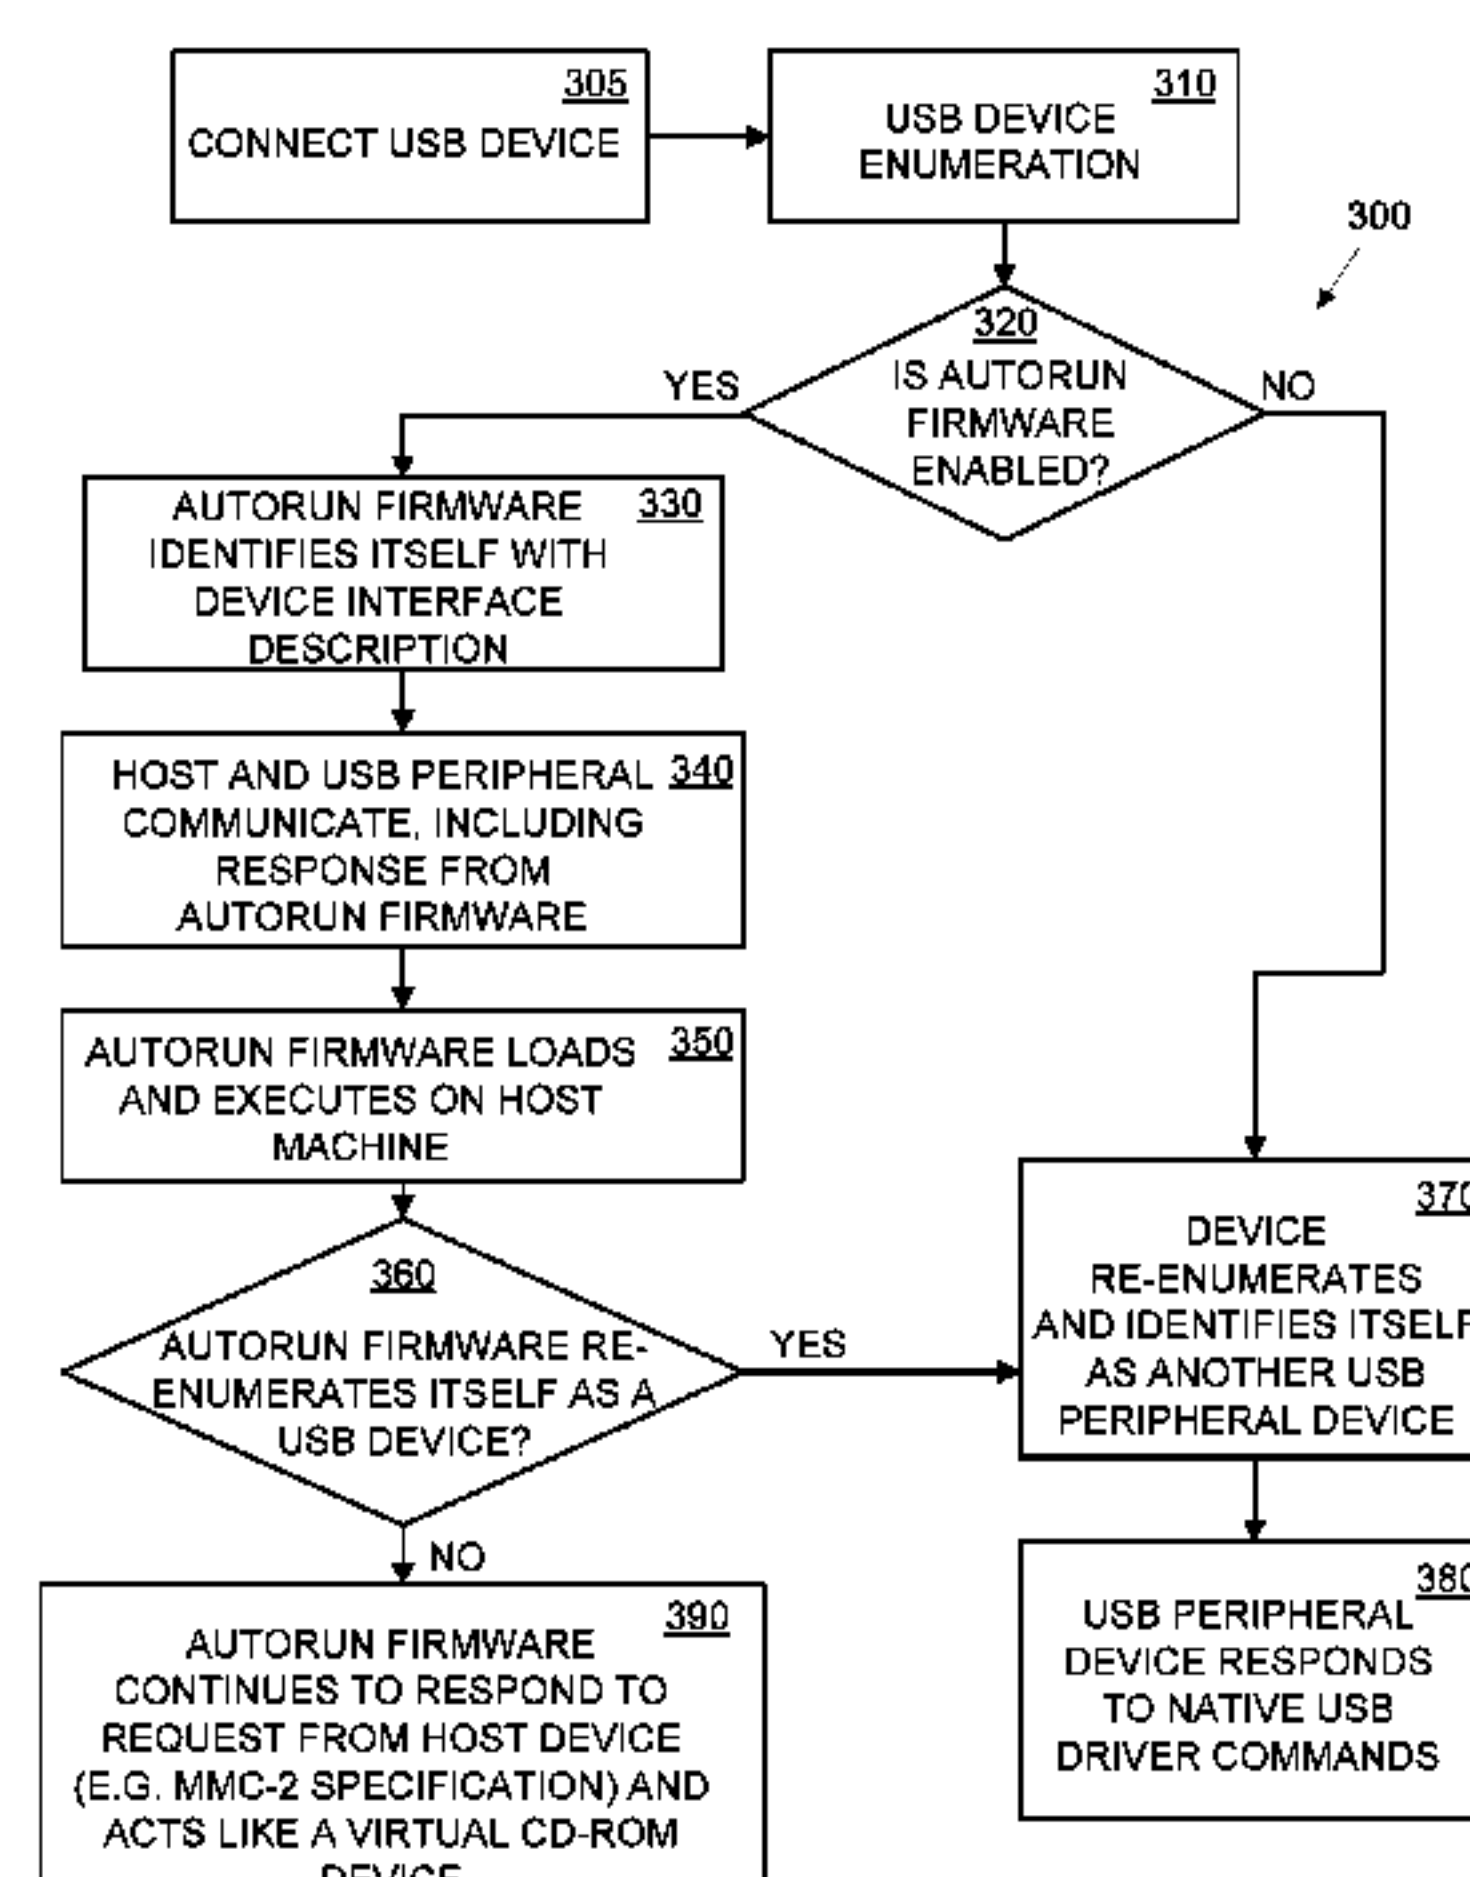 305
CONNECT USB DEVICE
310
USB DEVICE
ENUMERATION
300
320
IS AUTORUN
FIRMWARE
ENABLED?
YES
NO
330
AUTORUN FIRMWARE
IDENTIFIES ITSELF WITH
DEVICE INTERFACE
DESCRIPTION
340
HOST AND USB PERIPHERAL
COMMUNICATE, INCLUDING
RESPONSE FROM
AUTORUN FIRMWARE
350
AUTORUN FIRMWARE LOADS
AND EXECUTES ON HOST
MACHINE
360
AUTORUN FIRMWARE RE-
ENUMERATES ITSELF AS A
USB DEVICE?
YES
NO
370
DEVICE
RE-ENUMERATES
AND IDENTIFIES ITSELF
AS ANOTHER USB
PERIPHERAL DEVICE
380
USB PERIPHERAL
DEVICE RESPONDS
TO NATIVE USB
DRIVER COMMANDS
390
AUTORUN FIRMWARE
CONTINUES TO RESPOND TO
REQUEST FROM HOST DEVICE
(E.G. MMC-2 SPECIFICATION) AND
ACTS LIKE A VIRTUAL CD-ROM
DEVICE